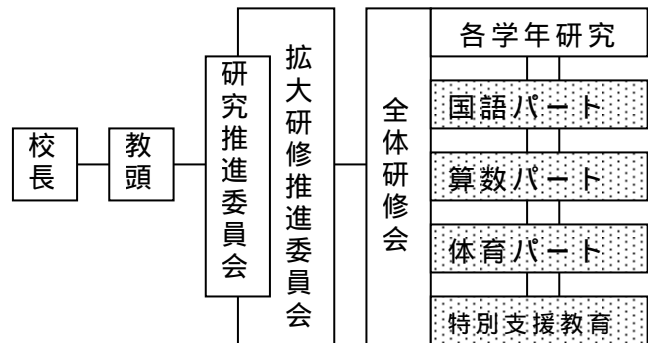 校長
教頭
研究推進委員会
拡大研修推進委員会
全体研修会
各学年研究
国語パート
算数パート
体育パート
特別支援教育